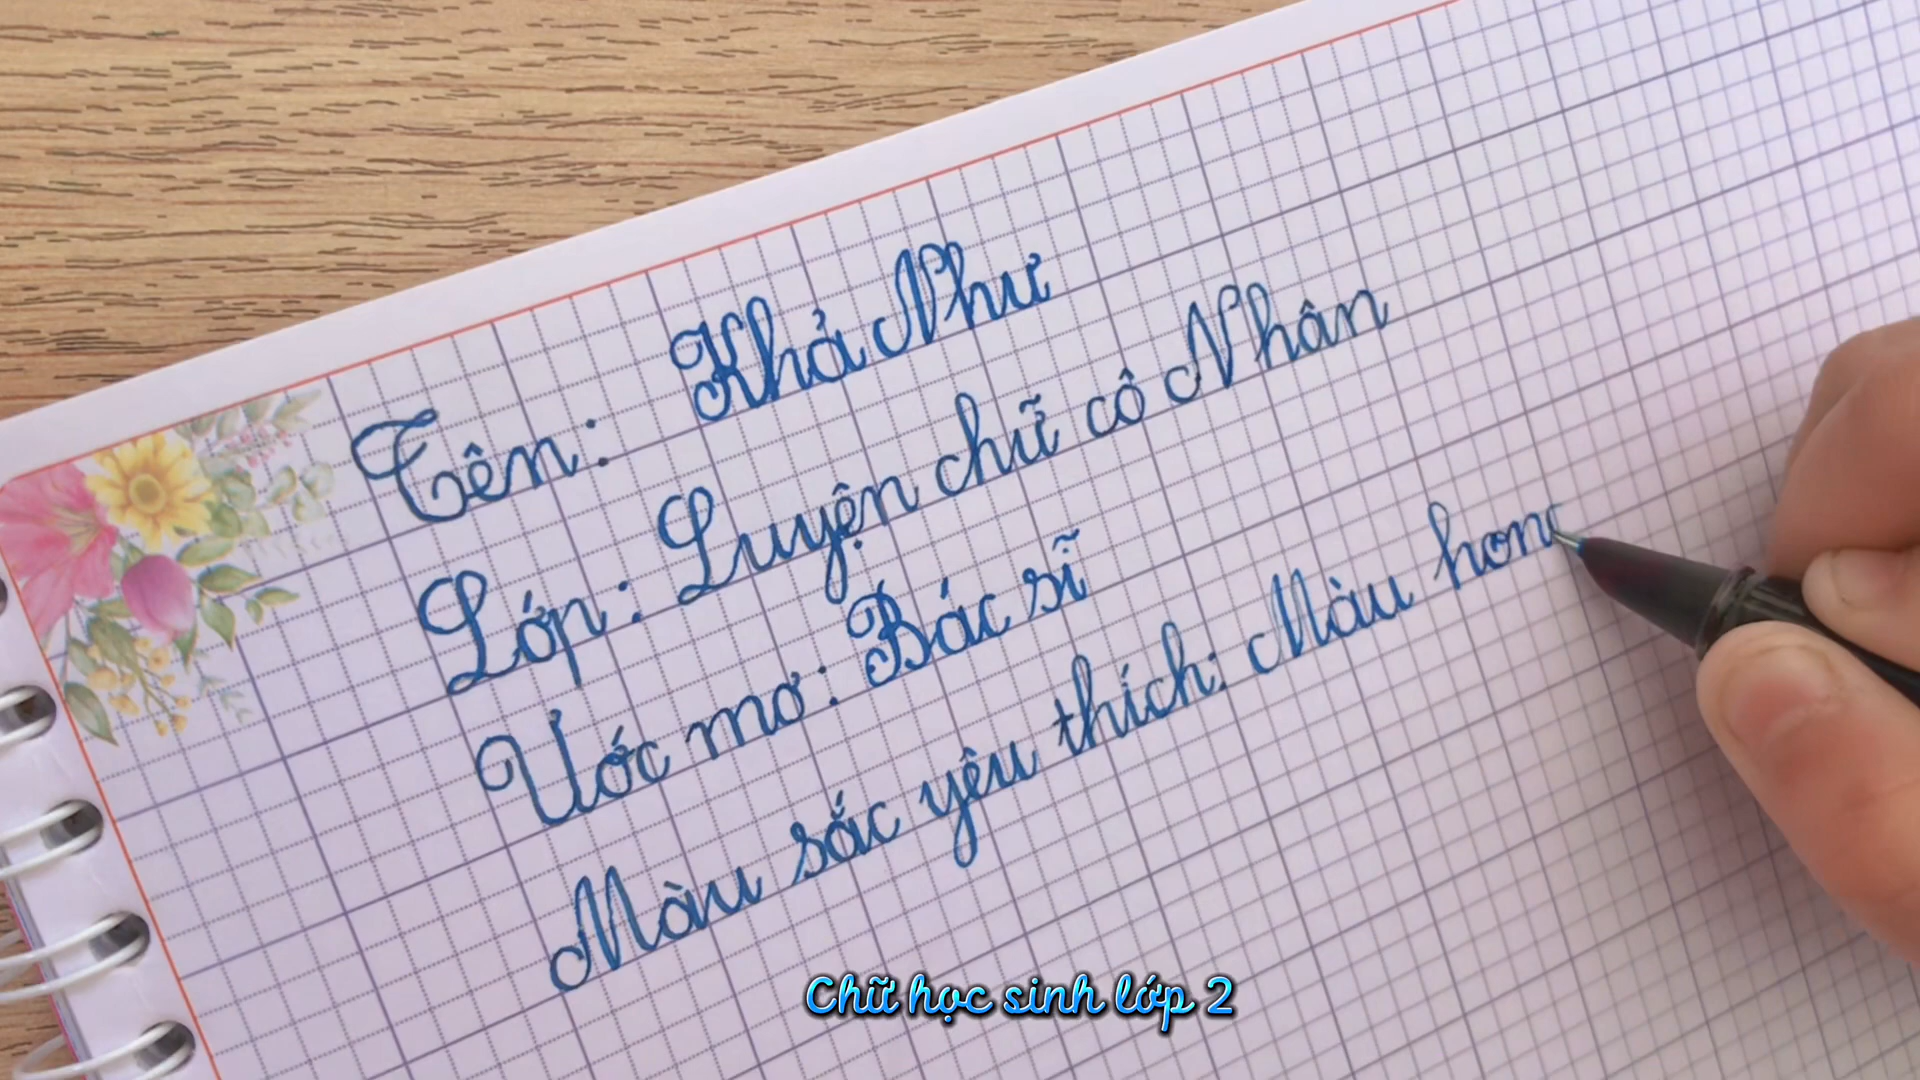 Tên: Khả Như
Lớp: Luyện chữ cô Nhân
Ước mơ: Bác sĩ
Màu sắc yêu thích: Màu hon
Chữ học sinh lớp 2